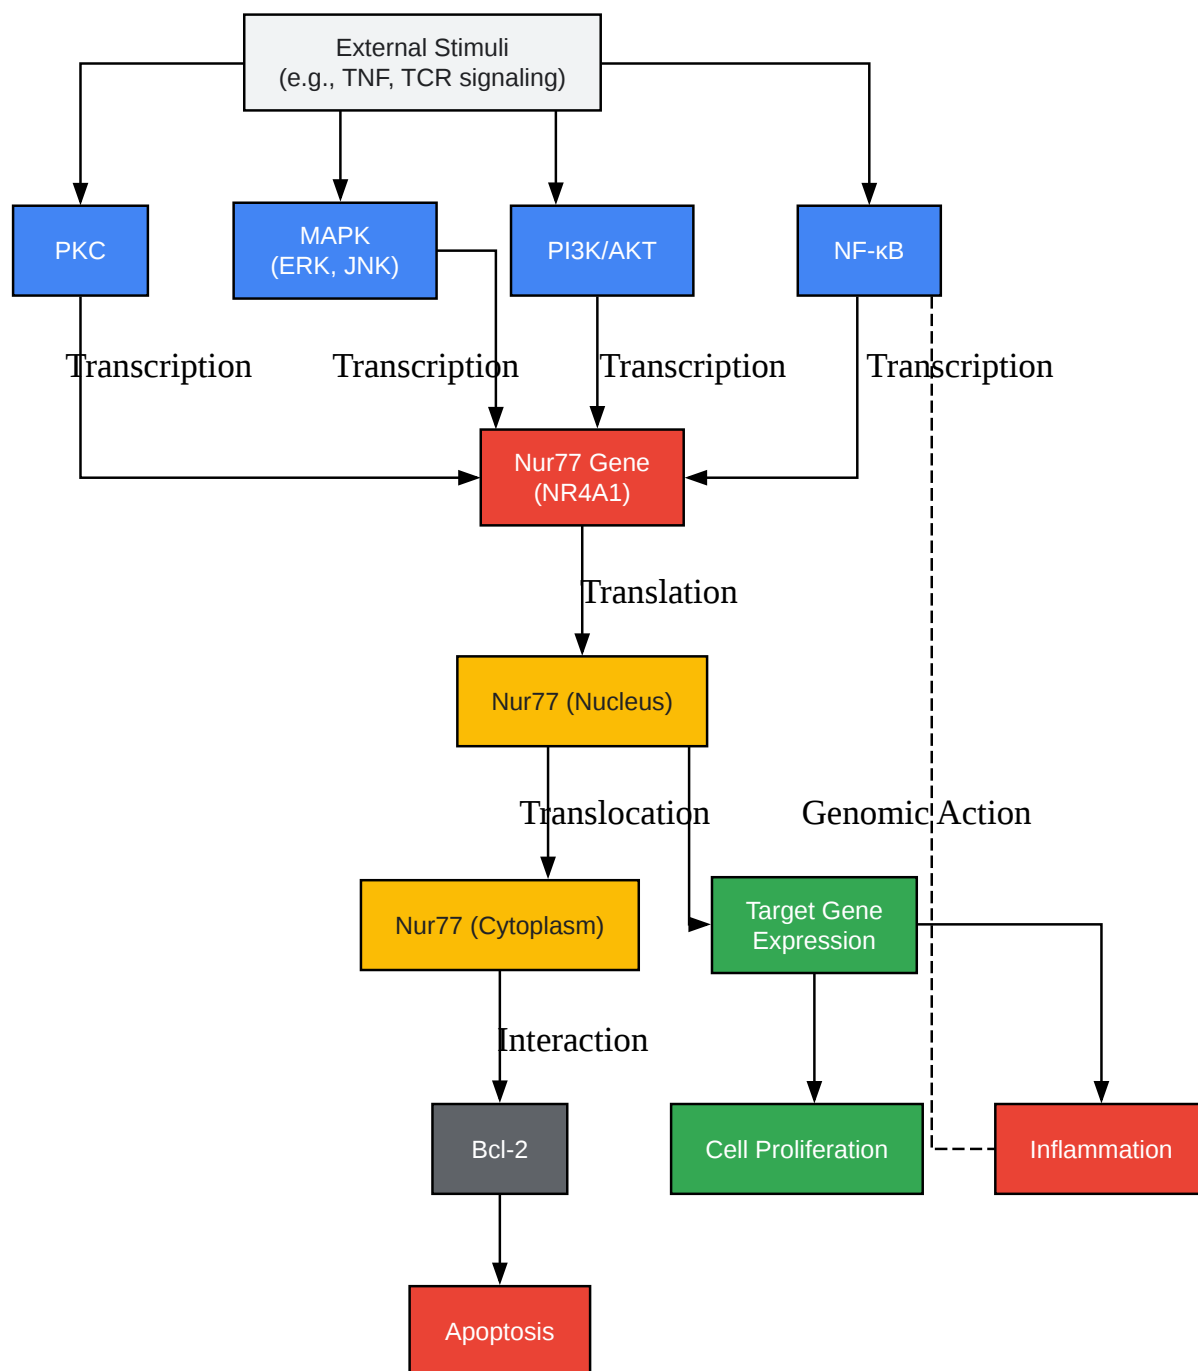 External Stimuli
(e.g., TNF, TCR signaling)
PKC
MAPK
(ERK, JNK)
PI3K/AKT
NF-κB
Transcription
Transcription
Transcription
Transcription
Nur77 Gene
(NR4A1)
Translation
Nur77 (Nucleus)
Translocation
Genomic Action
Nur77 (Cytoplasm)
Target Gene
Expression
Interaction
Bcl-2
Cell Proliferation
Inflammation
Apoptosis